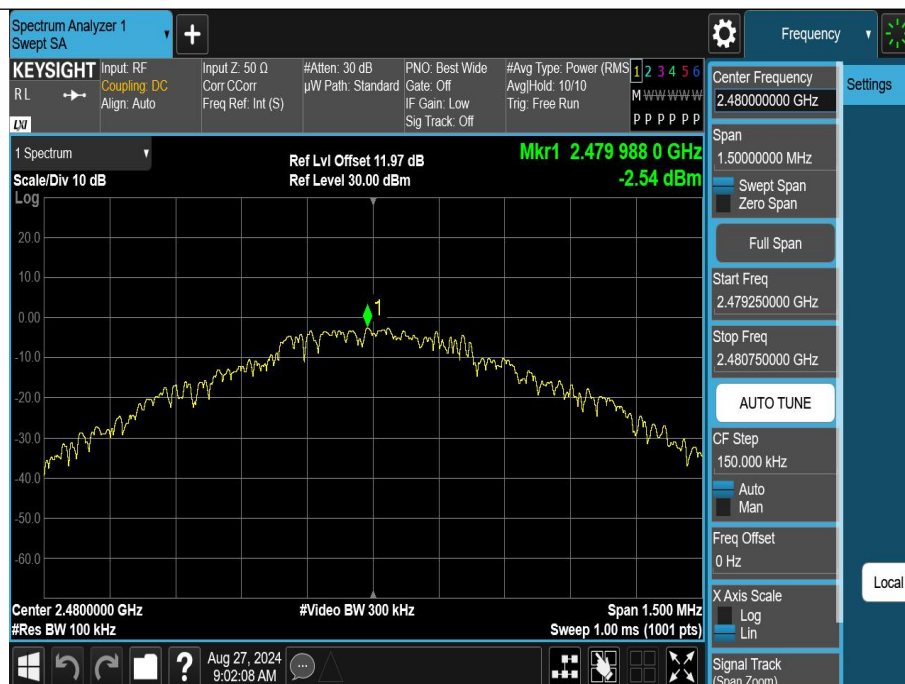 Spectrum Analyzer 1
Swept SA
Frequency
KEYSIGHT
R L
LXI
Input: RF
Coupling: DC
Align: Auto
Input Z: 50 Ω
Corr CCorr
Freq Ref: Int (S)
#Atten: 30 dB
µW Path: Standard
PNO: Best Wide
Gate: Off
IF Gain: Low
Sig Track: Off
#Avg Type: Power (RMS
Avg|Hold: 10/10
Trig: Free Run
1 2 3 4 5 6
M W W W W W
P P P P P P
1 Spectrum
Scale/Div 10 dB
Log
Ref Lvl Offset 11.97 dB
Ref Level 30.00 dBm
Mkr1 2.479 988 0 GHz
-2.54 dBm
20.0
10.0
0.00
-10.0
-20.0
-30.0
-40.0
-50.0
-60.0
1
Center 2.4800000 GHz
#Res BW 100 kHz
#Video BW 300 kHz
Span 1.500 MHz
Sweep 1.00 ms (1001 pts)
Aug 27, 2024
9:02:08 AM
?
Center Frequency
2.480000000 GHz
Span
1.50000000 MHz
Swept Span
Zero Span
Full Span
Start Freq
2.479250000 GHz
Stop Freq
2.480750000 GHz
AUTO TUNE
CF Step
150.000 kHz
Auto
Man
Freq Offset
0 Hz
X Axis Scale
Log
Lin
Signal Track
(Span Zoom)
Settings
Local